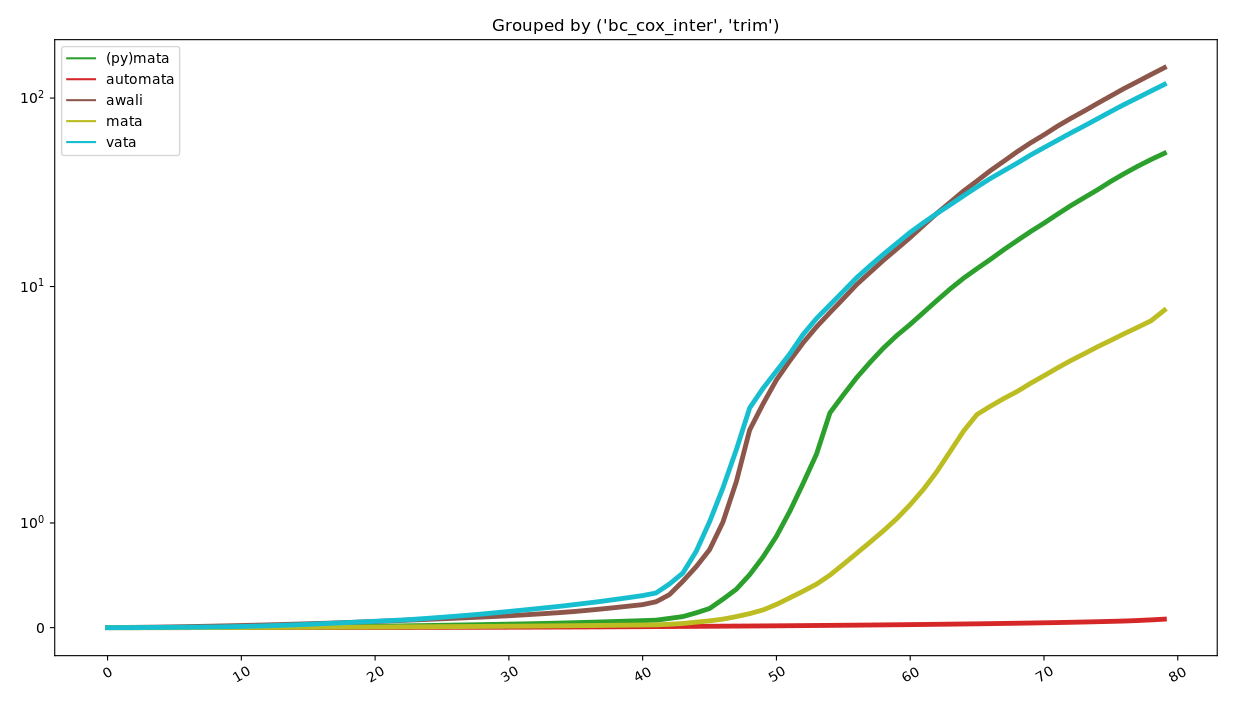 Grouped by ('bc_cox_inter', 'trim')
(py)mata
automata
awali
mata
vata
10²
10¹
10⁰
0
0 10 20 30 40 50 60 70 80